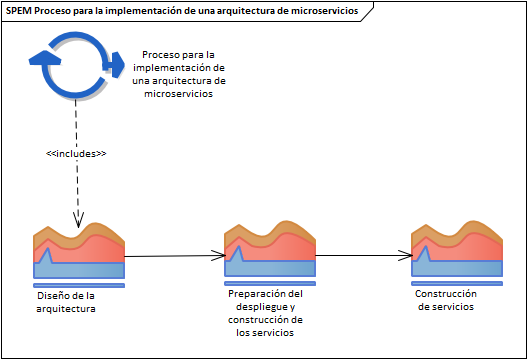 SPEM Proceso para la implementación de una arquitectura de microservicios
Proceso para la
implementación de
una arquitectura de
microservicios
<<includes>>
Diseño de la
arquitectura
Preparación del
despliegue y
construcción de
los servicios
Construcción
de servicios